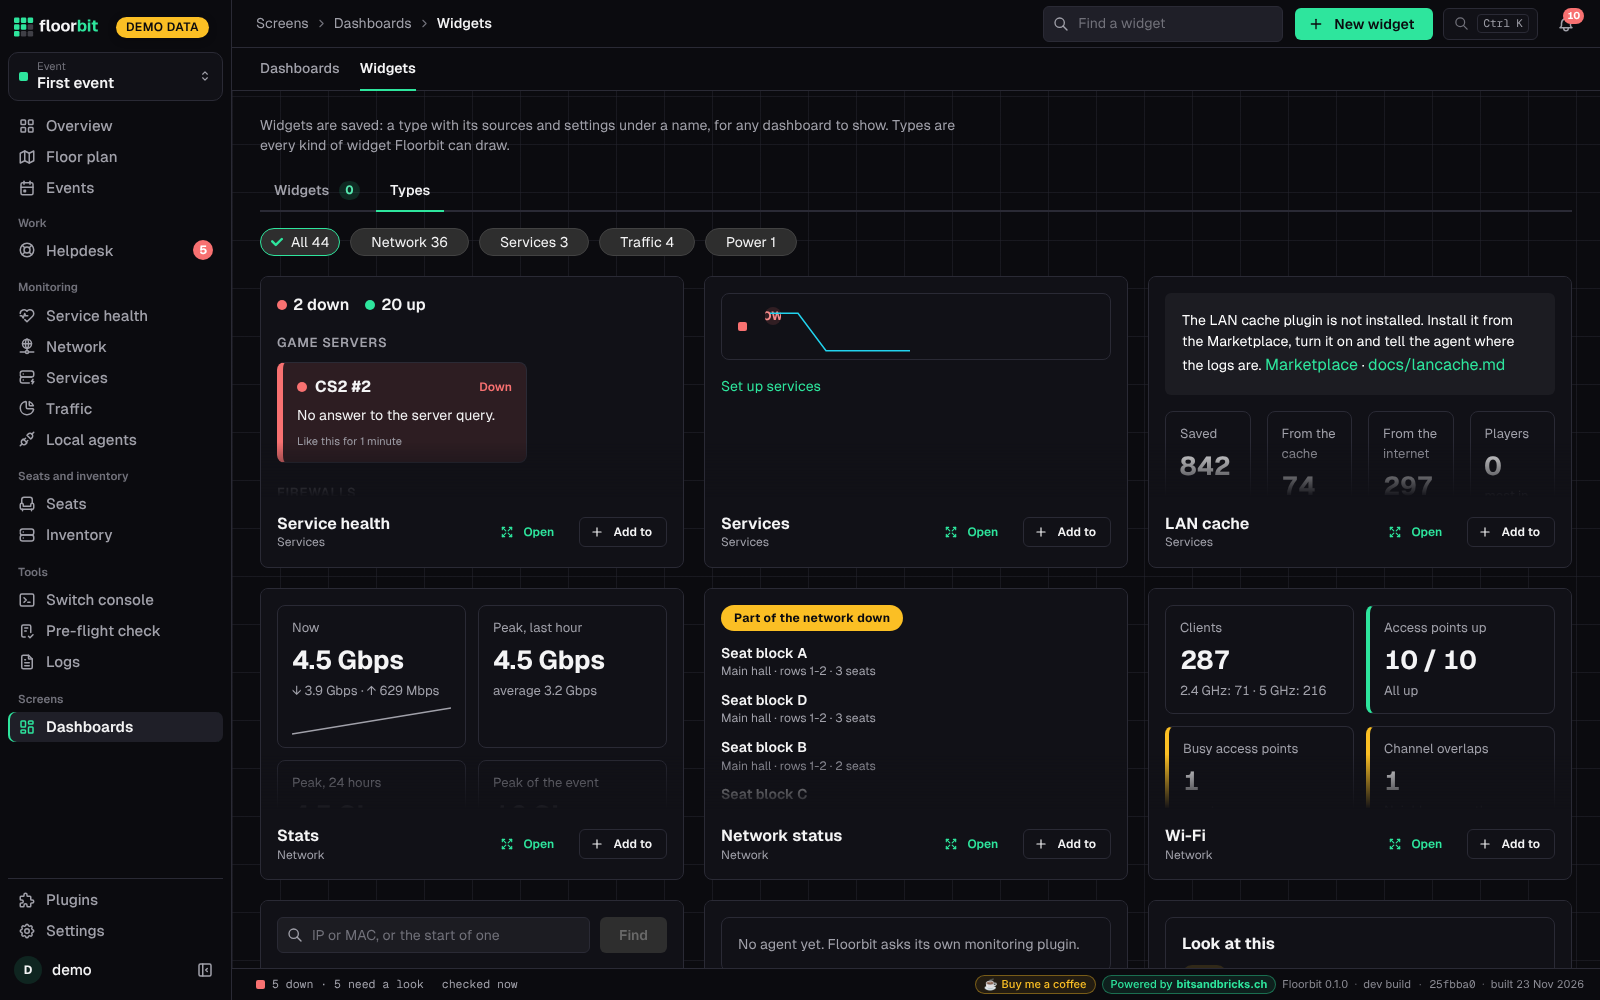 floorbit
DEMO DATA
Event
First event
Overview
Floor plan
Events
Work
Helpdesk
5
Monitoring
Service health
Network
Services
Traffic
Local agents
Seats and inventory
Seats
Inventory
Tools
Switch console
Pre-flight check
Logs
Screens
Dashboards
Plugins
Settings
D
demo
Screens
Dashboards
Widgets
Find a widget
New widget
Ctrl K
10
Dashboards
Widgets
Widgets are saved: a type with its sources and settings under a name, for any dashboard to show. Types are
every kind of widget Floorbit can draw.
Widgets 0
Types
All 44
Network 36
Services 3
Traffic 4
Power 1
2 down
20 up
GAME SERVERS
CS2 #2
Down
No answer to the server query.
Like this for 1 minute
FIREWALLS
Service health
Services
Open
Add to
Set up services
Services
Services
Open
Add to
The LAN cache plugin is not installed. Install it from
the Marketplace, turn it on and tell the agent where
the logs are. Marketplace · docs/lancache.md
Saved
842
From the
cache
74
From the
internet
297
Players
0
LAN cache
Services
Open
Add to
Now
4.5 Gbps
↓ 3.9 Gbps · ↑ 629 Mbps
Peak, last hour
4.5 Gbps
average 3.2 Gbps
Peak, 24 hours
Peak of the event
Stats
Network
Open
Add to
Part of the network down
Seat block A
Main hall · rows 1-2 · 3 seats
Seat block D
Main hall · rows 1-2 · 3 seats
Seat block B
Main hall · rows 1-2 · 2 seats
Seat block C
Network status
Network
Open
Add to
Clients
287
2.4 GHz: 71 · 5 GHz: 216
Access points up
10 / 10
All up
Busy access points
1
Channel overlaps
1
Wi-Fi
Network
Open
Add to
IP or MAC, or the start of one
Find
No agent yet. Floorbit asks its own monitoring plugin.
Look at this
5 down · 5 need a look
checked now
Buy me a coffee
Powered by bitsandbricks.ch
Floorbit 0.1.0 · dev build · 25fbba0 · built 23 Nov 2026